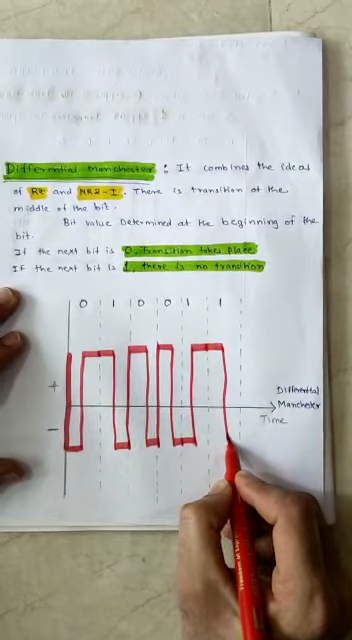 Differential Manchester : It combines the ideas
of RZ and NRZ-I. There is transition at the
middle of the bit.
Bit value determined at the beginning of the
bit.
If the next bit is 0, transition takes place
If the next bit is 1, there is no transition
0 1 0 0 1 1
+
Differential
Manchester
Time
−